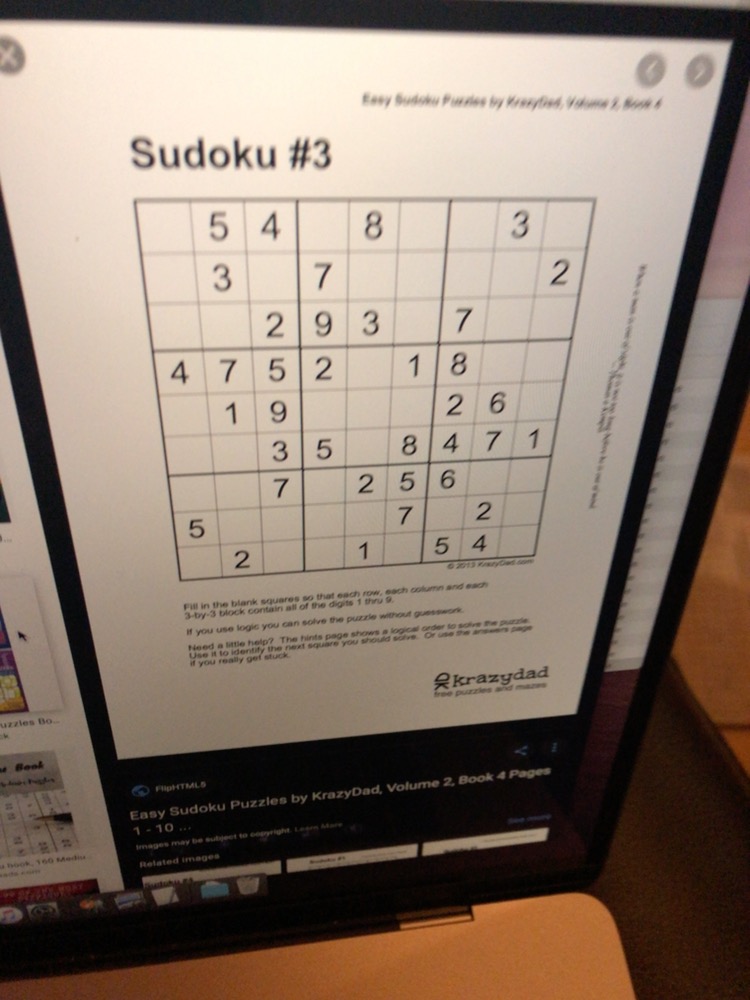 Easy Sudoku Puzzles by KrazyDad, Volume 2, Book 4
Sudoku #3
5 4 8 3
3 7 2
2 9 3 7
4 7 5 2 1 8
1 9 2 6
3 5 8 4 7 1
7 2 5 6
5 7 2
2 1 5 4
© 2013 KrazyDad.com
Fill in the blank squares so that each row, each column and each
3-by-3 block contain all of the digits 1 thru 9.
If you use logic you can solve the puzzle without guesswork.
Need a little help? The hints page shows a logical order to solve the puzzle.
Use it to identify the next square you should solve. Or use the answers page
if you really get stuck.
krazydad
free puzzles and mazes
FlipHTML5
Easy Sudoku Puzzles by KrazyDad, Volume 2, Book 4 Pages
1 - 10 ...
Images may be subject to copyright. Learn More
See more
Related images
Sudoku #1
uzzles Bo...
ck
Book
Book, 160 Mediu...